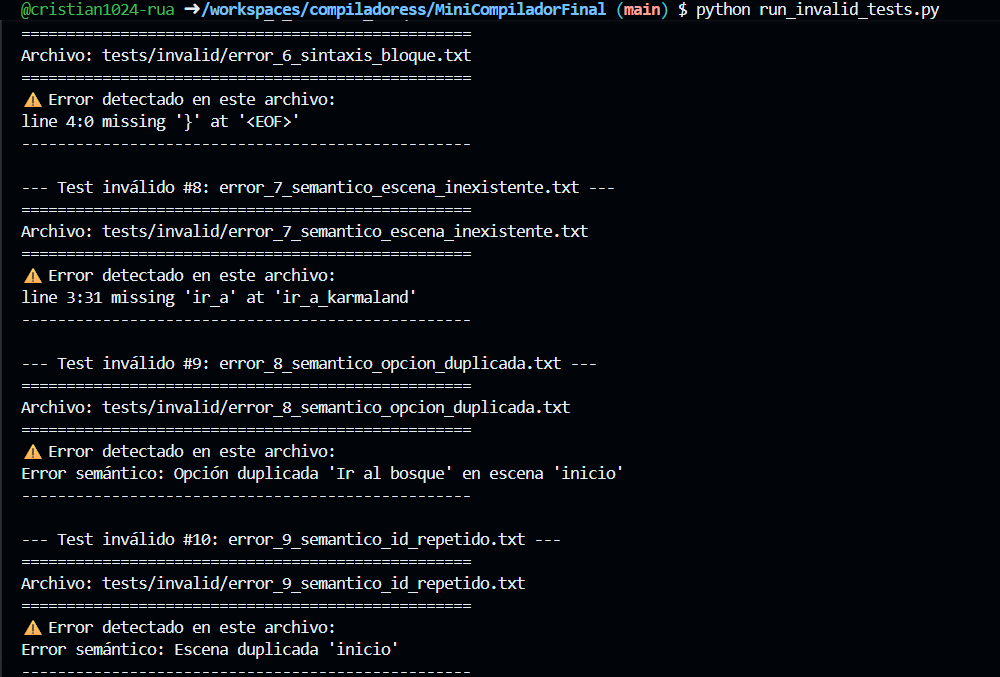 @cristian1024-rua ➜/workspaces/compiladoress/MiniCompiladorFinal (main) $ python run_invalid_tests.py
==================================================
Archivo: tests/invalid/error_6_sintaxis_bloque.txt
==================================================
⚠️ Error detectado en este archivo:
line 4:0 missing '}' at '<EOF>'
--------------------------------------------------
--- Test inválido #8: error_7_semantico_escena_inexistente.txt ---
==================================================
Archivo: tests/invalid/error_7_semantico_escena_inexistente.txt
==================================================
⚠️ Error detectado en este archivo:
line 3:31 missing 'ir_a' at 'ir_a_karmaland'
--------------------------------------------------
--- Test inválido #9: error_8_semantico_opcion_duplicada.txt ---
==================================================
Archivo: tests/invalid/error_8_semantico_opcion_duplicada.txt
==================================================
⚠️ Error detectado en este archivo:
Error semántico: Opción duplicada 'Ir al bosque' en escena 'inicio'
--------------------------------------------------
--- Test inválido #10: error_9_semantico_id_repetido.txt ---
==================================================
Archivo: tests/invalid/error_9_semantico_id_repetido.txt
==================================================
⚠️ Error detectado en este archivo:
Error semántico: Escena duplicada 'inicio'
--------------------------------------------------